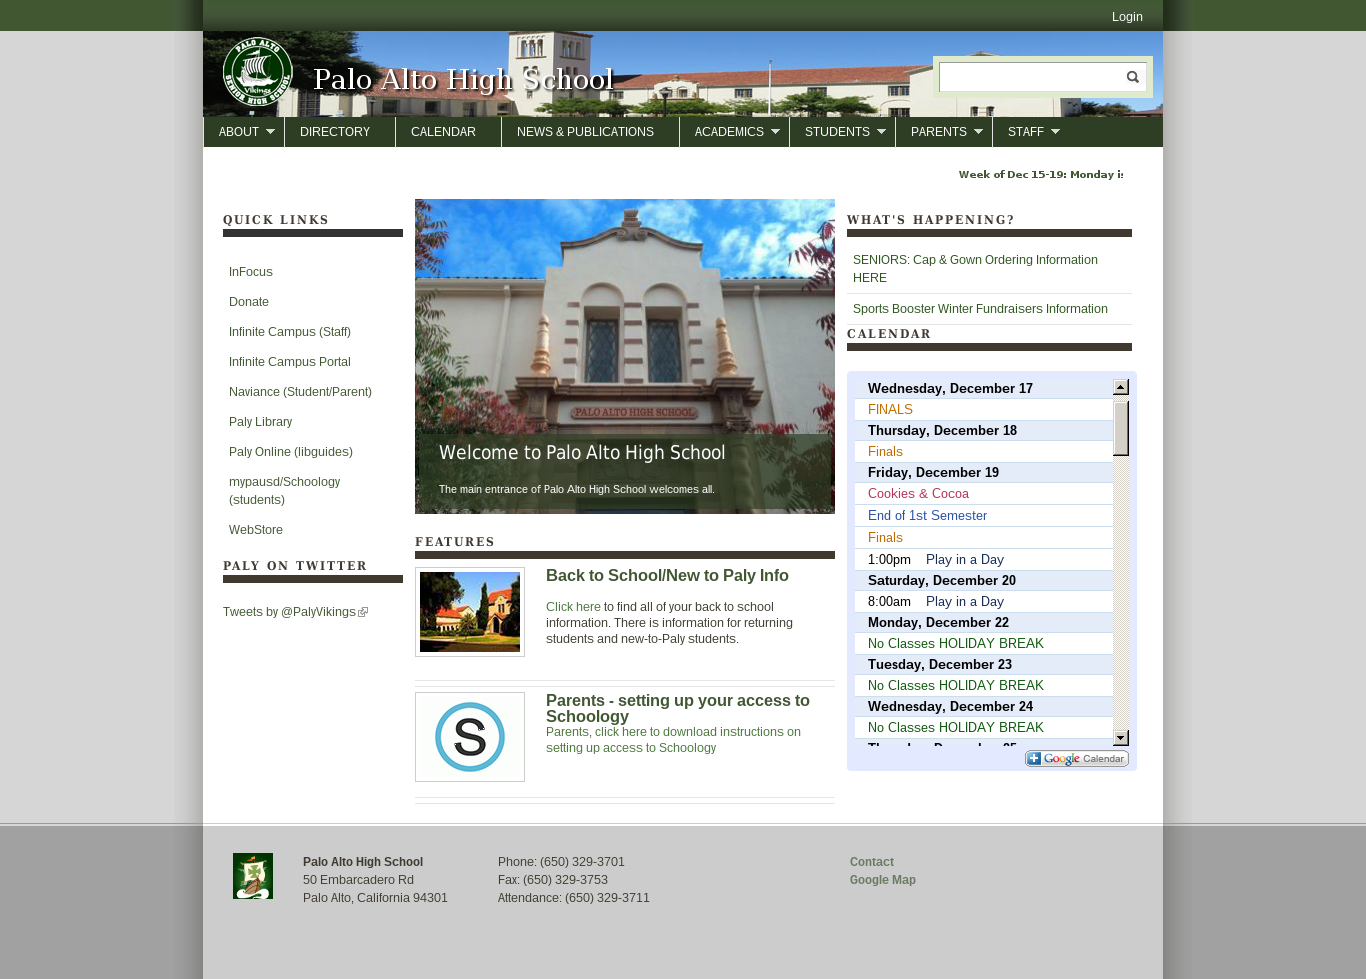 Login
PALO ALTO
Vikings
SENIOR HIGH SCHOOL
Palo Alto High School
ABOUT
DIRECTORY
CALENDAR
NEWS & PUBLICATIONS
ACADEMICS
STUDENTS
PARENTS
STAFF
Week of Dec 15-19: Monday is
QUICK LINKS
InFocus
Donate
Infinite Campus (Staff)
Infinite Campus Portal
Naviance (Student/Parent)
Paly Library
Paly Online (libguides)
mypausd/Schoology
(students)
WebStore
PALY ON TWITTER
Tweets by @PalyVikings
PALO ALTO HIGH SCHOOL
Welcome to Palo Alto High School
The main entrance of Palo Alto High School welcomes all.
FEATURES
Back to School/New to Paly Info
Click here to find all of your back to school
information. There is information for returning
students and new-to-Paly students.
S
Parents - setting up your access to
Schoology
Parents, click here to download instructions on
setting up access to Schoology
WHAT'S HAPPENING?
SENIORS: Cap & Gown Ordering Information
HERE
Sports Booster Winter Fundraisers Information
CALENDAR
Wednesday, December 17
FINALS
Thursday, December 18
Finals
Friday, December 19
Cookies & Cocoa
End of 1st Semester
Finals
1:00pm Play in a Day
Saturday, December 20
8:00am Play in a Day
Monday, December 22
No Classes HOLIDAY BREAK
Tuesday, December 23
No Classes HOLIDAY BREAK
Wednesday, December 24
No Classes HOLIDAY BREAK
Thursday, December 25
Google Calendar
Palo Alto High School
50 Embarcadero Rd
Palo Alto, California 94301
Phone: (650) 329-3701
Fax: (650) 329-3753
Attendance: (650) 329-3711
Contact
Google Map